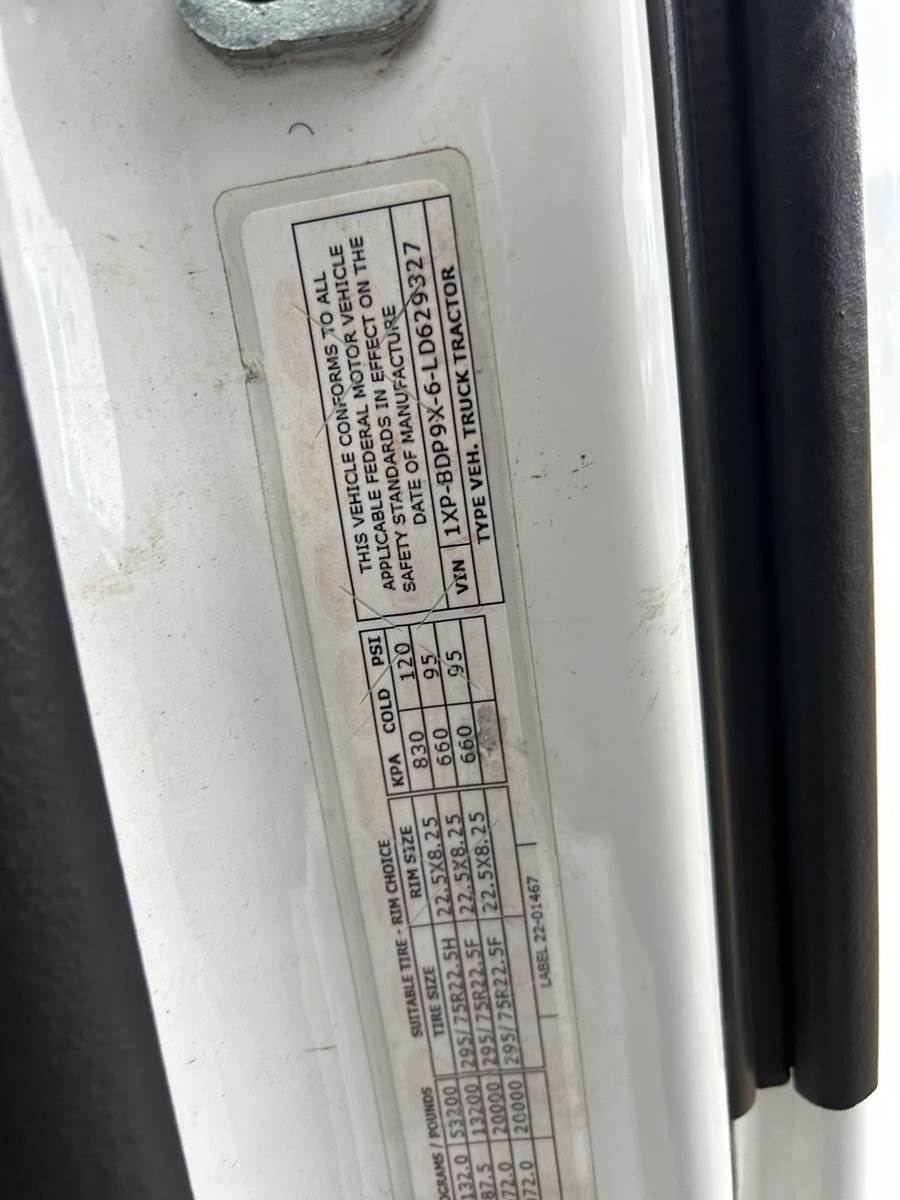 OGRAMS / POUNDS
132.0 53200
87.5 13200
72.0 20000
72.0 20000
SUITABLE TIRE - RIM CHOICE
TIRE SIZE RIM SIZE
295/75R22.5H 22.5X8.25
295/75R22.5F 22.5X8.25
295/75R22.5F 22.5X8.25
LABEL 22-01467
COLD
KPA PSI
830 120
660 95
660 95
THIS VEHICLE CONFORMS TO ALL
APPLICABLE FEDERAL MOTOR VEHICLE
SAFETY STANDARDS IN EFFECT ON THE
DATE OF MANUFACTURE
VIN 1XP-BDP9X-6-LD629327
TYPE VEH. TRUCK TRACTOR